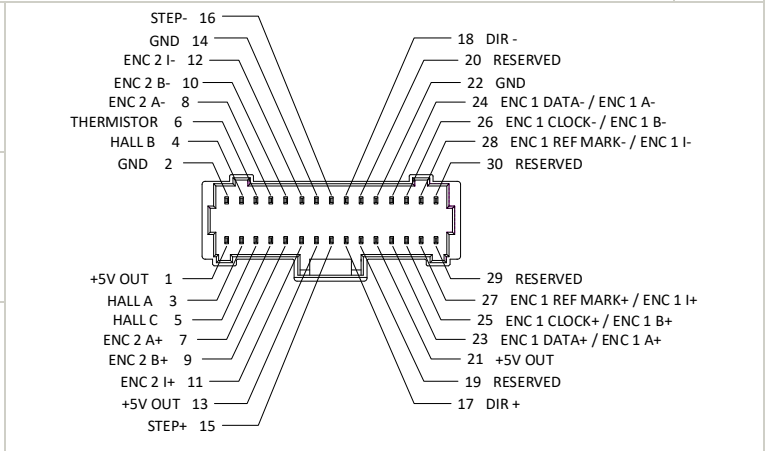 STEP- 16
GND 14
ENC 2 I- 12
ENC 2 B- 10
ENC 2 A- 8
THERMISTOR 6
HALL B 4
GND 2
18 DIR -
20 RESERVED
22 GND
24 ENC 1 DATA- / ENC 1 A-
26 ENC 1 CLOCK- / ENC 1 B-
28 ENC 1 REF MARK- / ENC 1 I-
30 RESERVED
+5V OUT 1
HALL A 3
HALL C 5
ENC 2 A+ 7
ENC 2 B+ 9
ENC 2 I+ 11
+5V OUT 13
STEP+ 15
29 RESERVED
27 ENC 1 REF MARK+ / ENC 1 I+
25 ENC 1 CLOCK+ / ENC 1 B+
23 ENC 1 DATA+ / ENC 1 A+
21 +5V OUT
19 RESERVED
17 DIR +